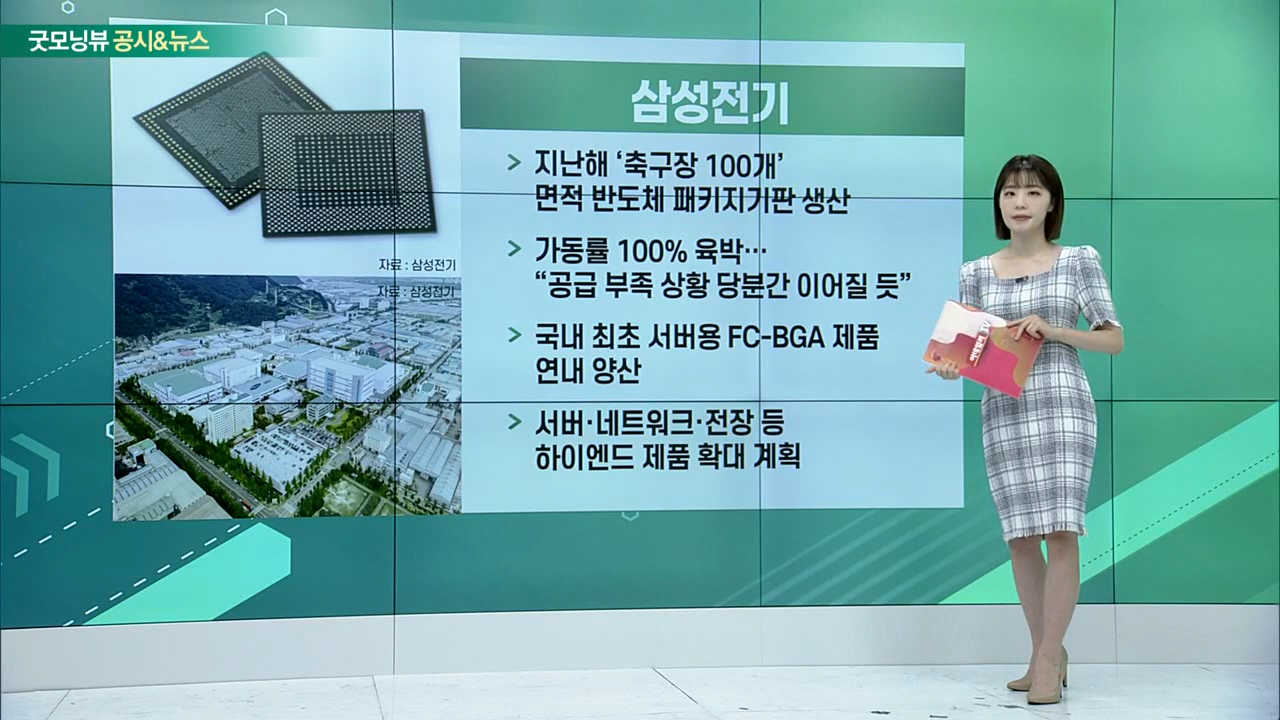 굿모닝뷰 공시&뉴스
삼성전기
자료 : 삼성전기
자료 : 삼성전기
> 지난해 ‘축구장 100개’
면적 반도체 패키지기판 생산
> 가동률 100% 육박…
“공급 부족 상황 당분간 이어질 듯”
> 국내 최초 서버용 FC-BGA 제품
연내 양산
> 서버·네트워크·전장 등
하이엔드 제품 확대 계획